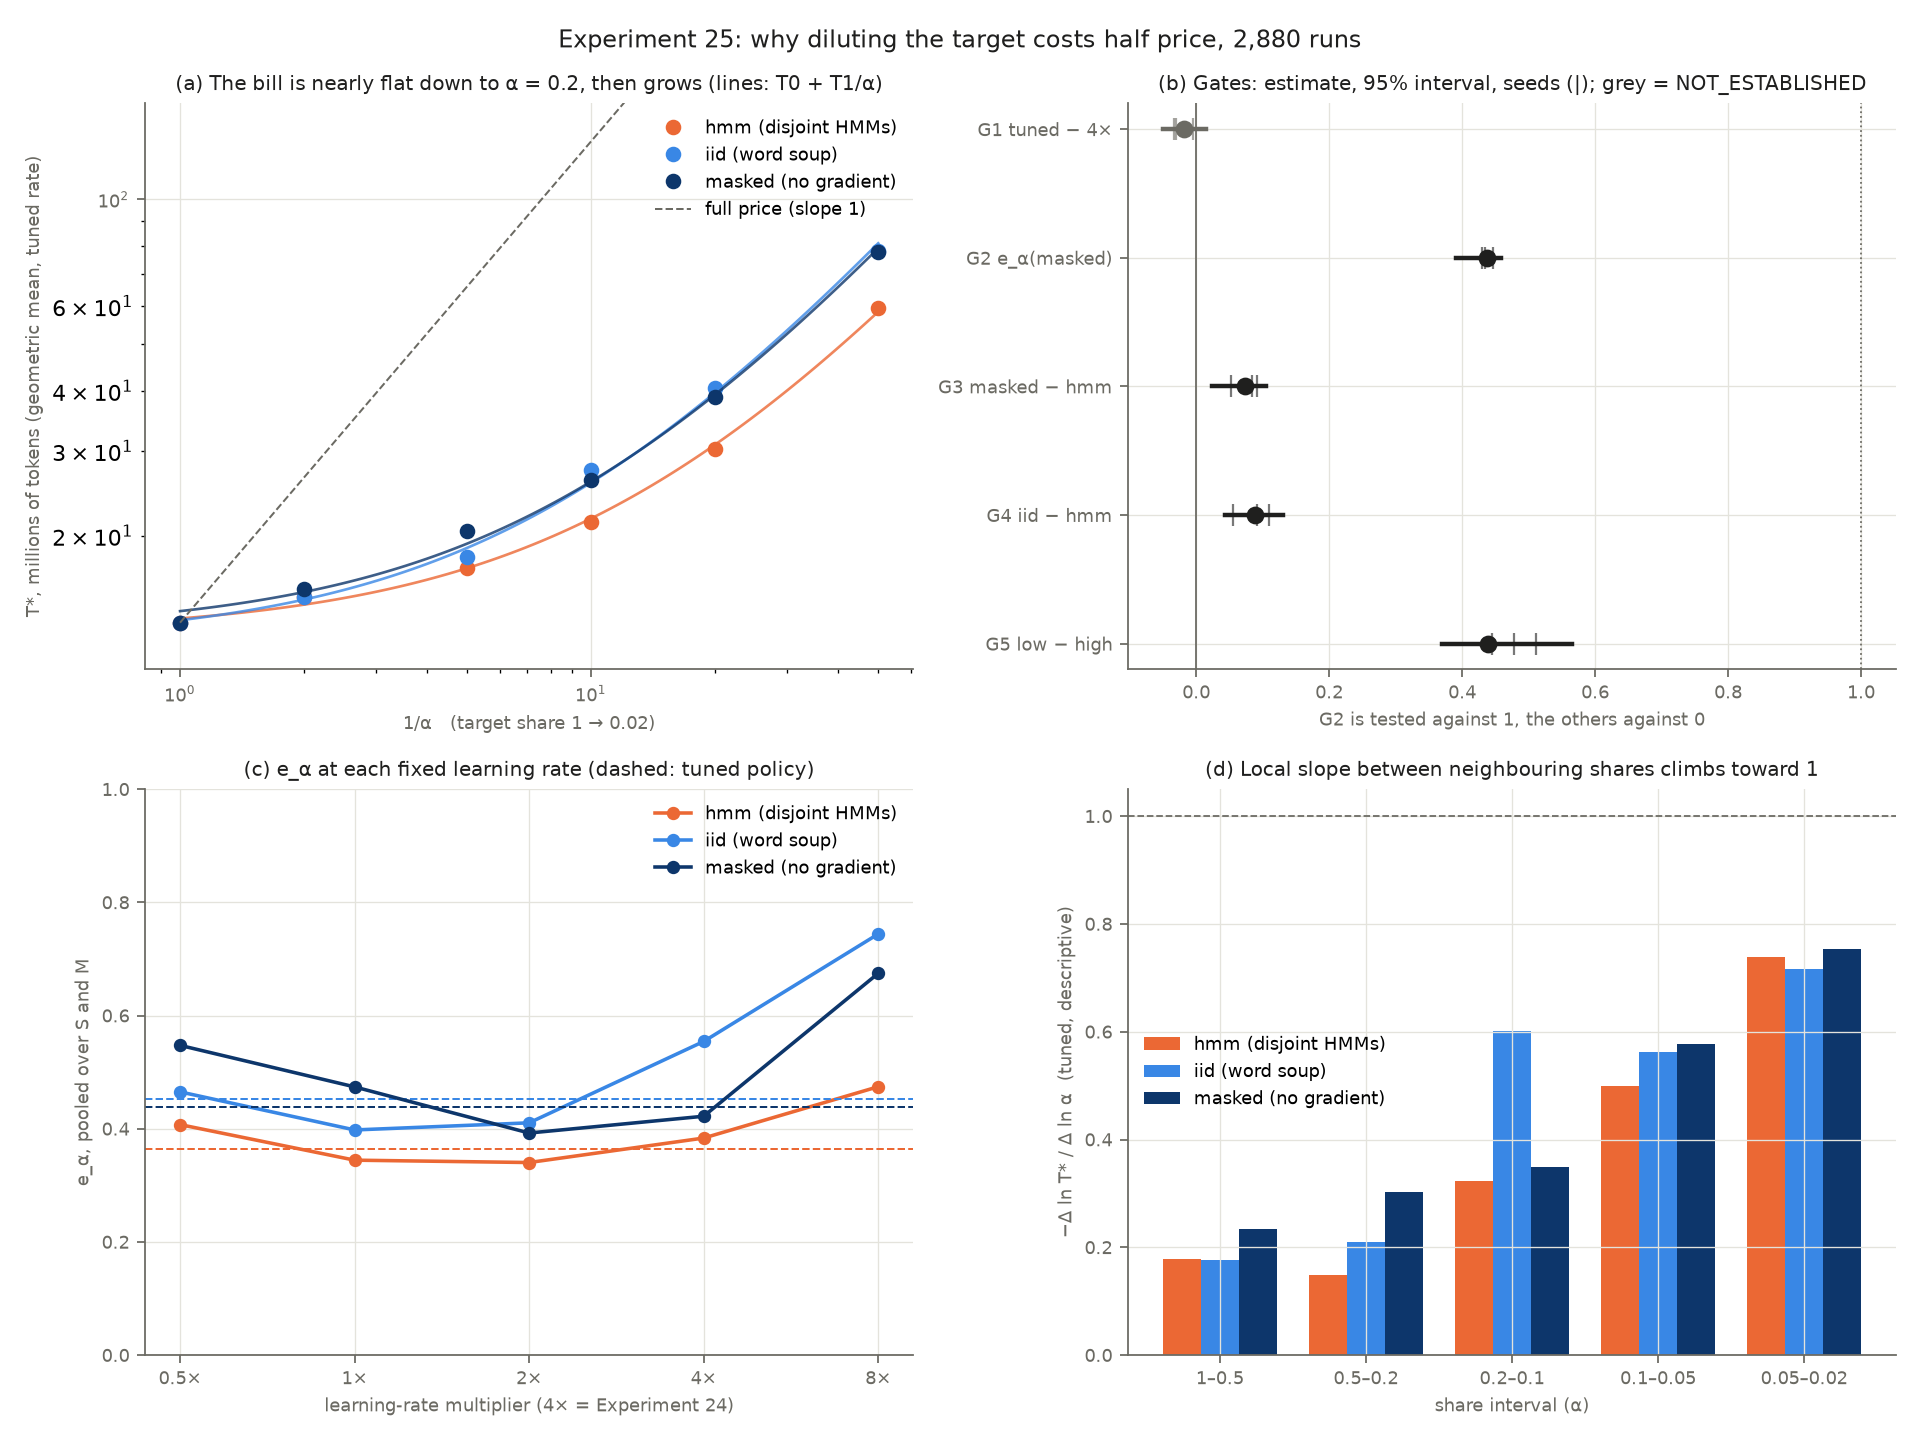 Experiment 25: why diluting the target costs half price, 2,880 runs
(a) The bill is nearly flat down to α = 0.2, then grows (lines: T0 + T1/α)
T*, millions of tokens (geometric mean, tuned rate)
10²
6 × 10¹
4 × 10¹
3 × 10¹
2 × 10¹
hmm (disjoint HMMs)
iid (word soup)
masked (no gradient)
full price (slope 1)
10⁰
10¹
1/α (target share 1 → 0.02)
(b) Gates: estimate, 95% interval, seeds (|); grey = NOT_ESTABLISHED
G1 tuned − 4×
G2 e_α(masked)
G3 masked − hmm
G4 iid − hmm
G5 low − high
0.0
0.2
0.4
0.6
0.8
1.0
G2 is tested against 1, the others against 0
(c) e_α at each fixed learning rate (dashed: tuned policy)
e_α, pooled over S and M
1.0
0.8
0.6
0.4
0.2
0.0
hmm (disjoint HMMs)
iid (word soup)
masked (no gradient)
0.5×
1×
2×
4×
8×
learning-rate multiplier (4× = Experiment 24)
(d) Local slope between neighbouring shares climbs toward 1
−Δ ln T* / Δ ln α (tuned, descriptive)
1.0
0.8
0.6
0.4
0.2
0.0
hmm (disjoint HMMs)
iid (word soup)
masked (no gradient)
1–0.5
0.5–0.2
0.2–0.1
0.1–0.05
0.05–0.02
share interval (α)